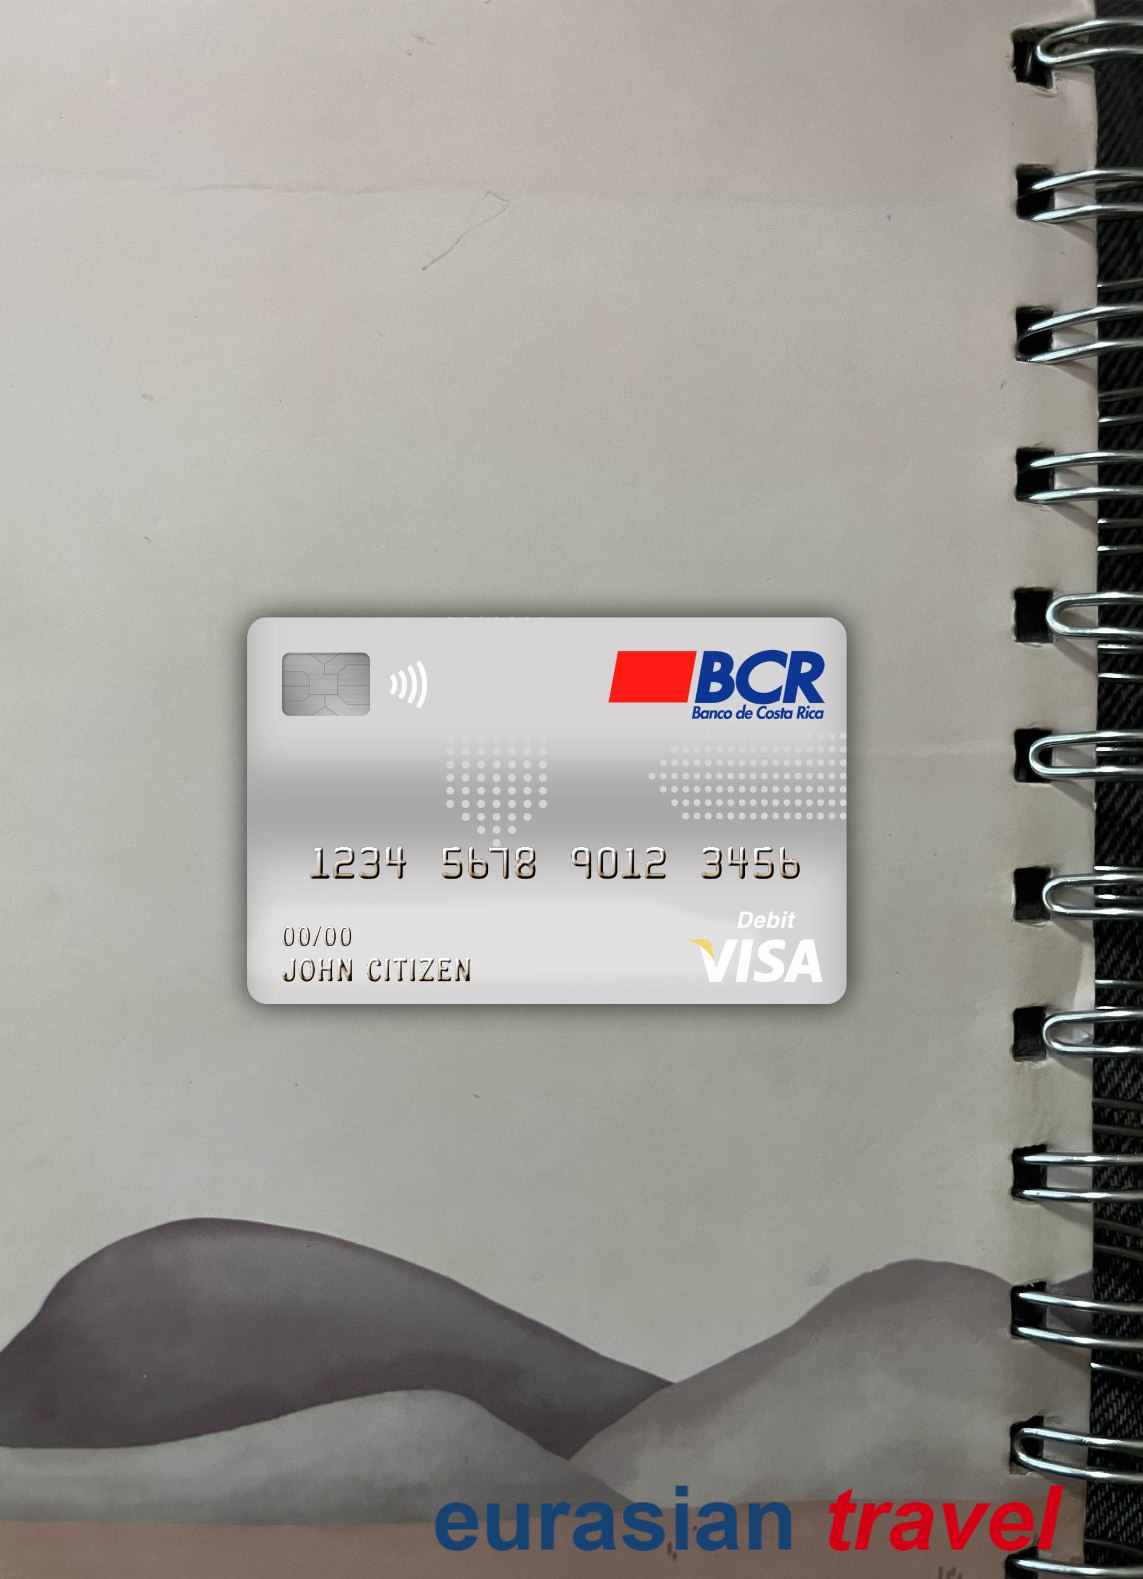 BCR
Banco de Costa Rica
1234 5678 9012 3456
Debit
00/00
VISA
JOHN CITIZEN
eurasian travel